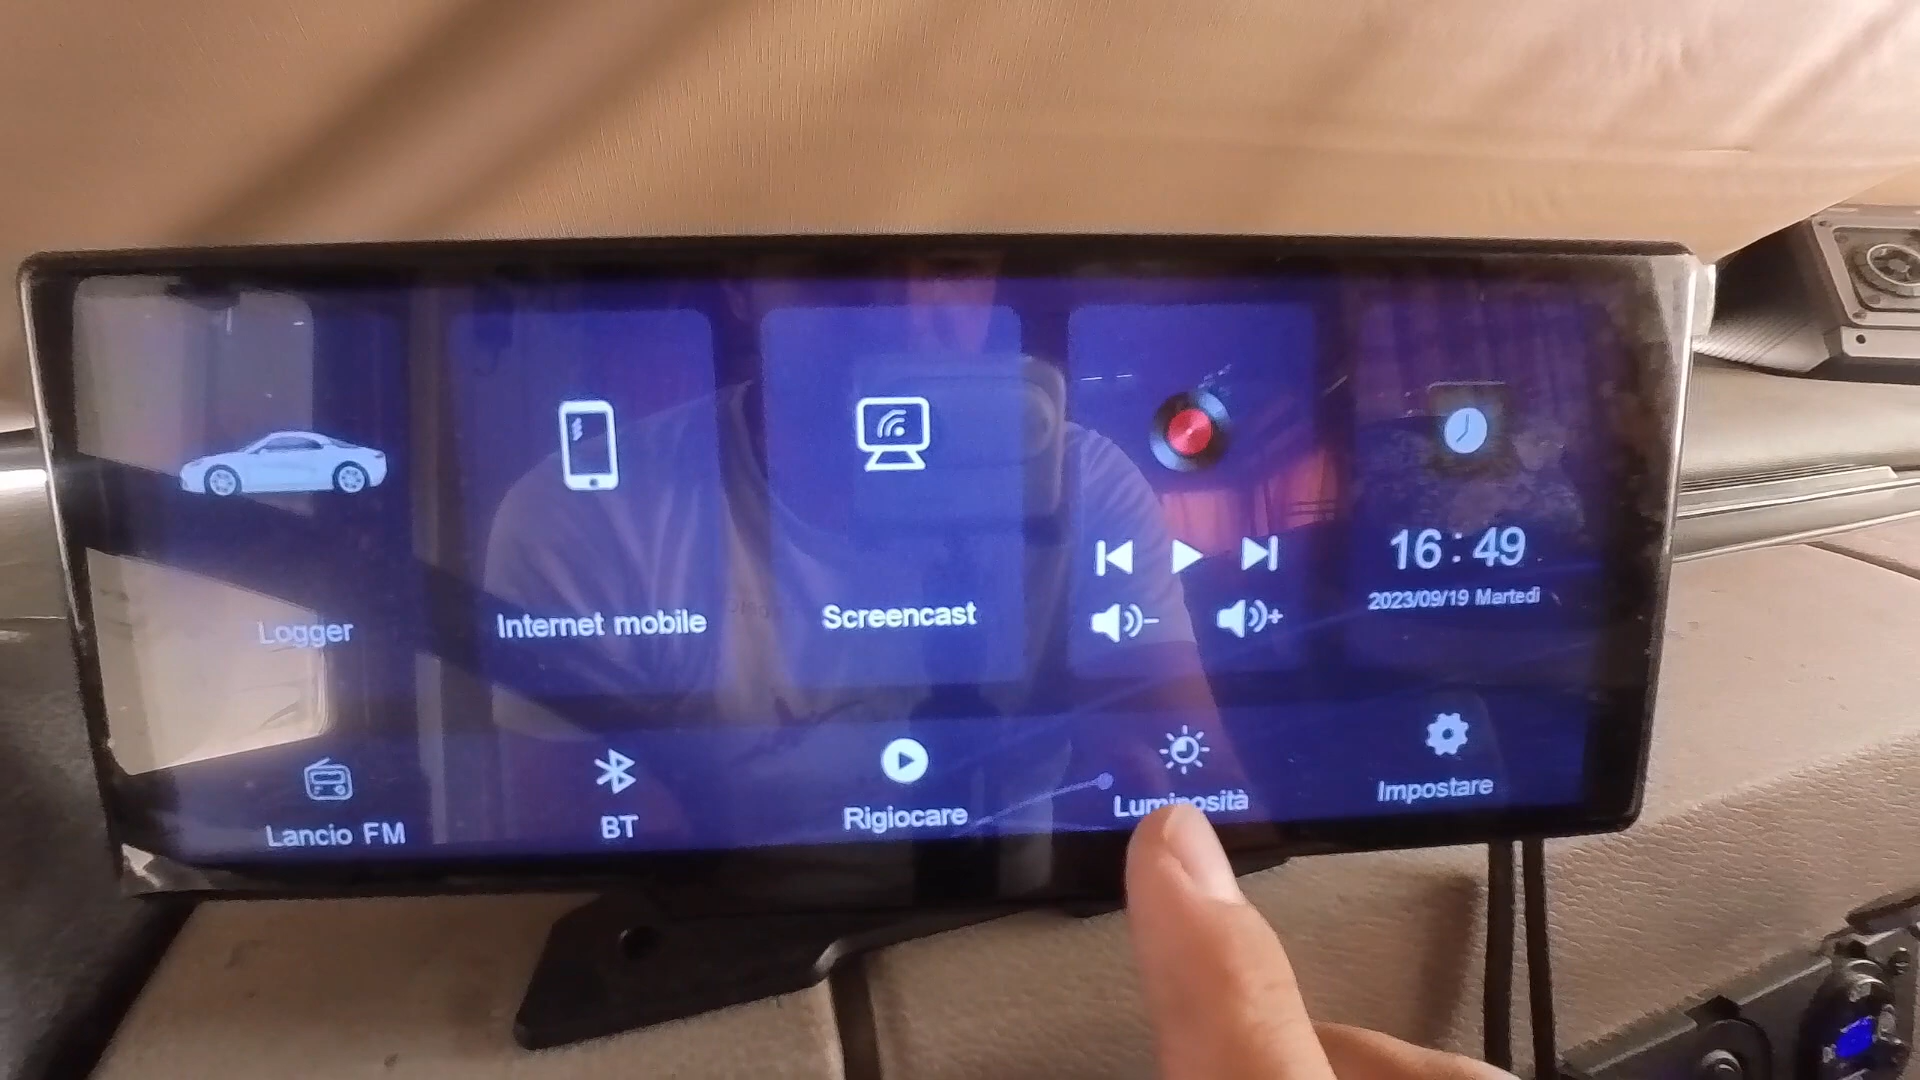 16:49
2023/09/19 Martedì
Logger
Internet mobile
Screencast
Lancio FM
BT
Rigiocare
Luminosità
Impostare